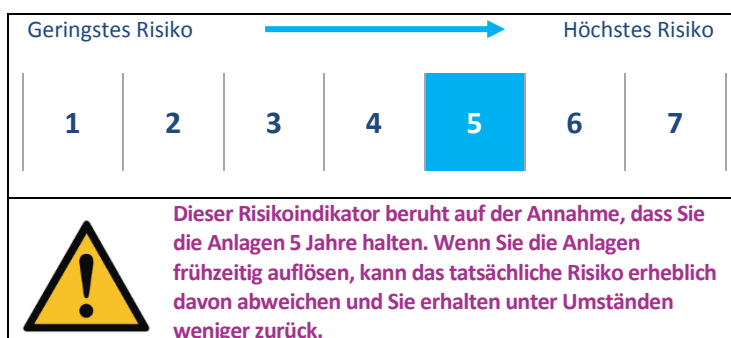 Geringstes Risiko Höchstes Risiko
1 2 3 4 5 6 7
Dieser Risikoindikator beruht auf der Annahme, dass Sie
die Anlagen 5 Jahre halten. Wenn Sie die Anlagen
frühzeitig auflösen, kann das tatsächliche Risiko erheblich
davon abweichen und Sie erhalten unter Umständen
weniger zurück.